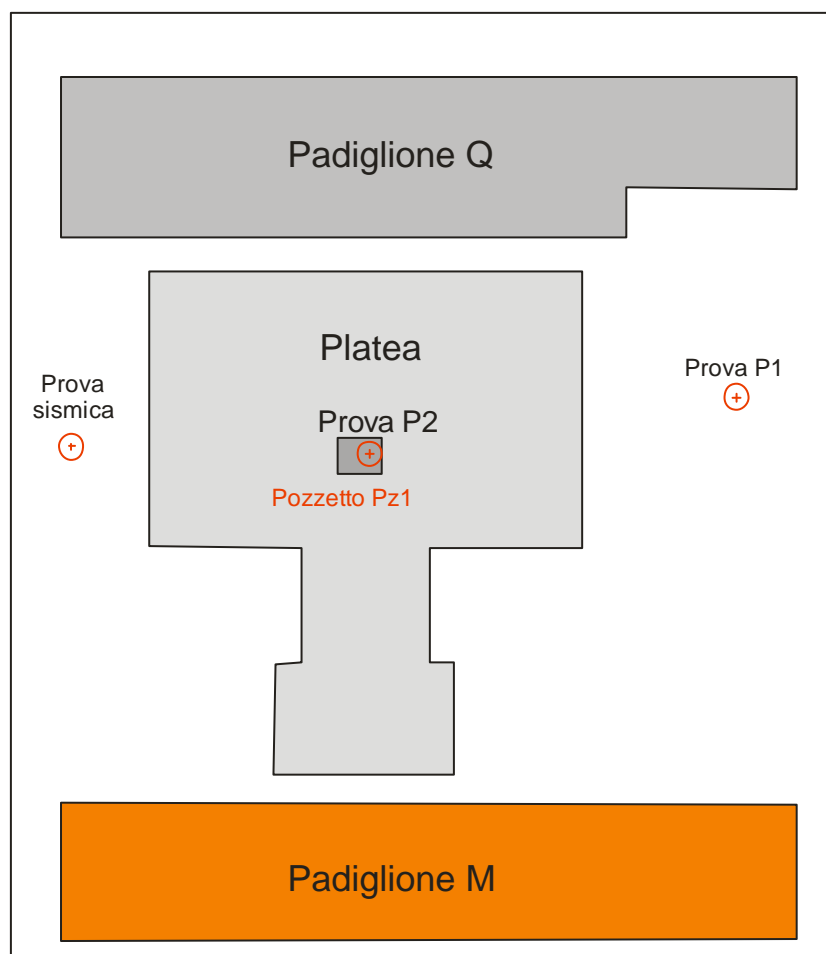 Padiglione Q
Platea
Prova P1
Prova
sismica
Prova P2
Pozzetto Pz1
Padiglione M